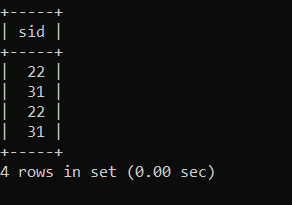 +-----+
| sid |
+-----+
|  22 |
|  31 |
|  22 |
|  31 |
+-----+
4 rows in set (0.00 sec)